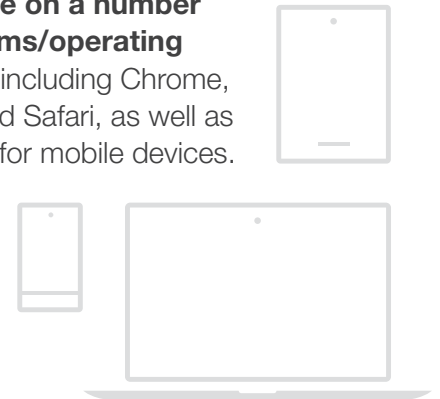 e on a number
ms/operating
including Chrome,
d Safari, as well as
for mobile devices.